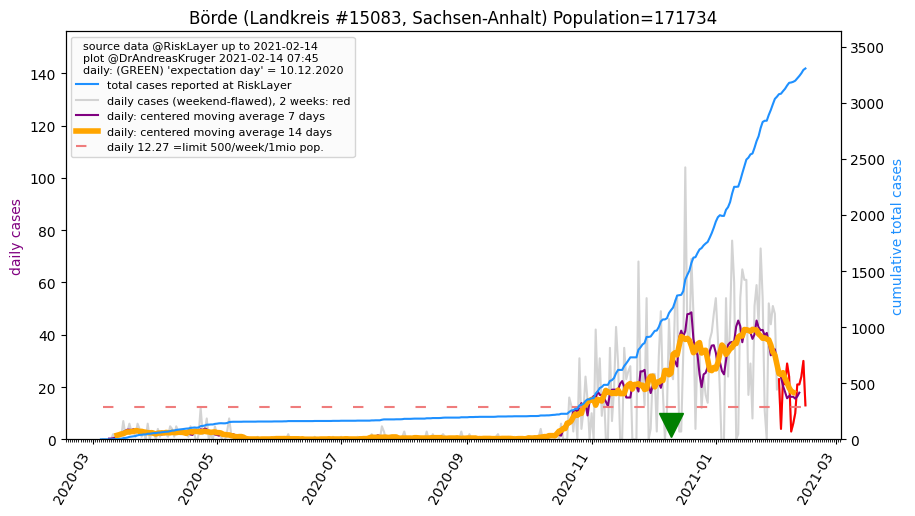 Börde (Landkreis #15083, Sachsen-Anhalt) Population=171734
source data @RiskLayer up to 2021-02-14
plot @DrAndreasKruger 2021-02-14 07:45
daily: (GREEN) 'expectation day' = 10.12.2020
total cases reported at RiskLayer
daily cases (weekend-flawed), 2 weeks: red
daily: centered moving average 7 days
daily: centered moving average 14 days
daily 12.27 =limit 500/week/1mio pop.
daily cases
140
120
100
80
60
40
20
0
3500
3000
2500
2000
1500
1000
500
0
cumulative total cases
2020-03
2020-05
2020-07
2020-09
2020-11
2021-01
2021-03